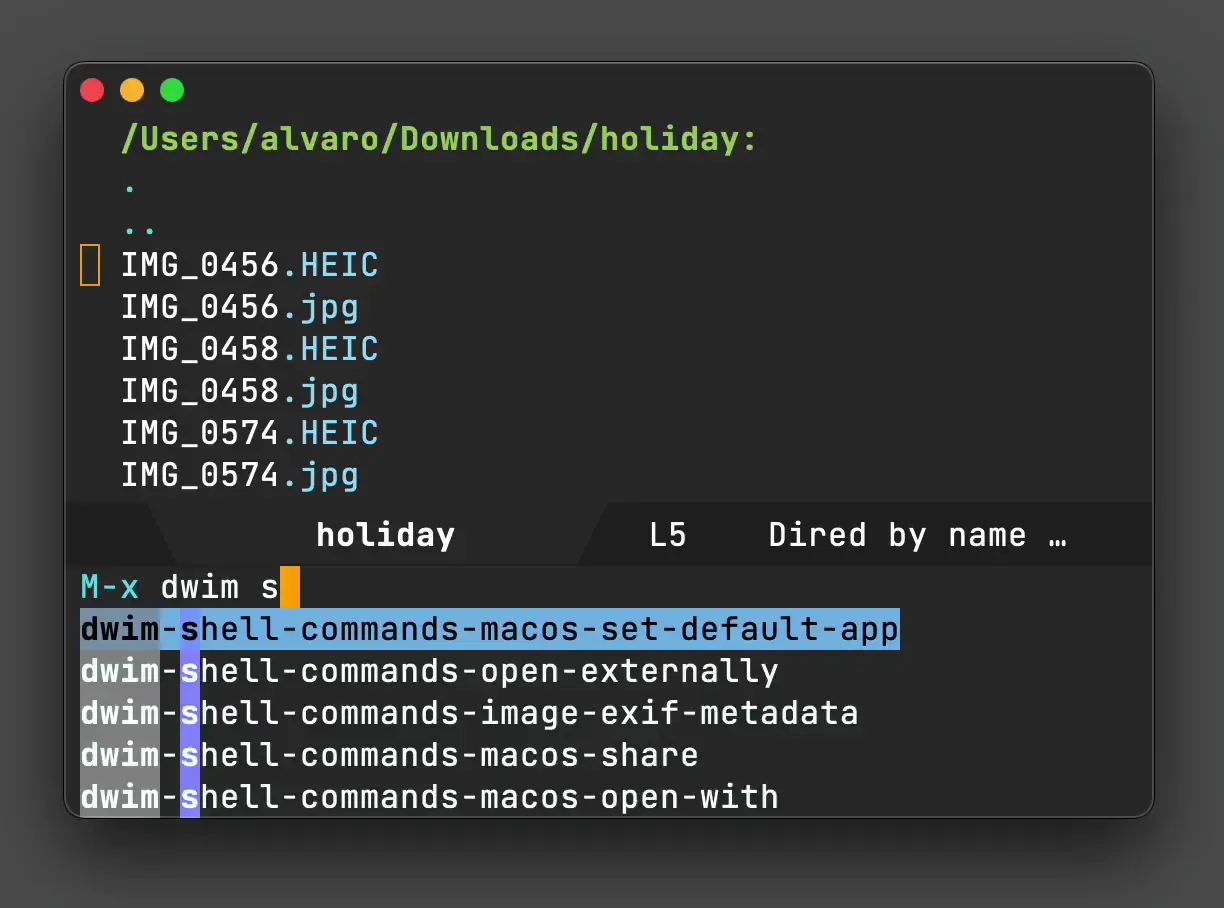 /Users/alvaro/Downloads/holiday:
.
..
IMG_0456.HEIC
IMG_0456.jpg
IMG_0458.HEIC
IMG_0458.jpg
IMG_0574.HEIC
IMG_0574.jpg
holiday L5 Dired by name …
M-x dwim s
dwim-shell-commands-macos-set-default-app
dwim-shell-commands-open-externally
dwim-shell-commands-image-exif-metadata
dwim-shell-commands-macos-share
dwim-shell-commands-macos-open-with